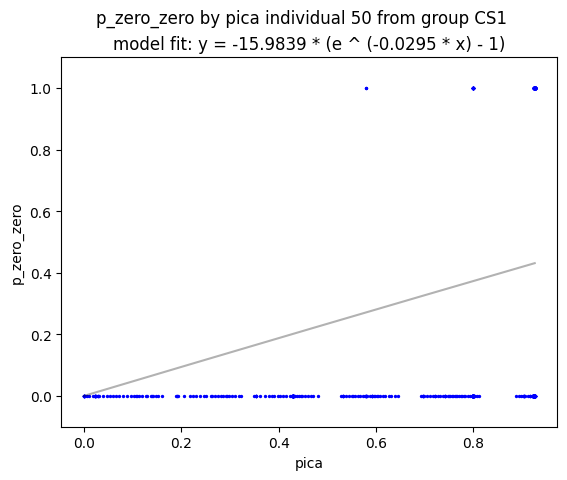 p_zero_zero by pica individual 50 from group CS1
model fit: y = -15.9839 * (e ^ (-0.0295 * x) - 1)
1.0
0.8
0.6
0.4
0.2
0.0
p_zero_zero
0.0 0.2 0.4 0.6 0.8
pica